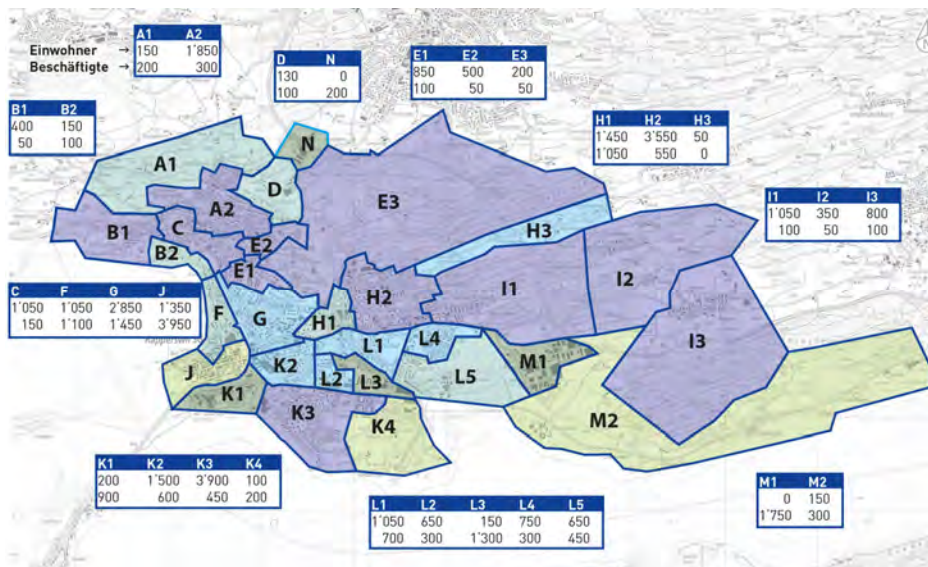 A1 A2
Einwohner → 150 1'850
Beschäftigte → 200 300
D N
130 0
100 200
E1 E2 E3
850 500 200
100 50 50
B1 B2
400 150
50 100
H1 H2 H3
1'450 3'550 50
1'050 550 0
I1 I2 I3
1'050 350 800
100 50 100
C F G J
1'050 1'050 2'850 1'350
150 1'100 1'450 3'950
K1 K2 K3 K4
200 1'500 3'900 100
900 600 450 200
L1 L2 L3 L4 L5
1'050 650 150 750 650
700 300 1'300 300 450
M1 M2
0 150
1'750 300
N
A1
D
A2
E3
C
B1
B2
E2
E1
H3
F
G
H1
H2
I1
I2
I3
J
K1
K2
L1
L2
L3
L4
L5
M1
K3
K4
M2